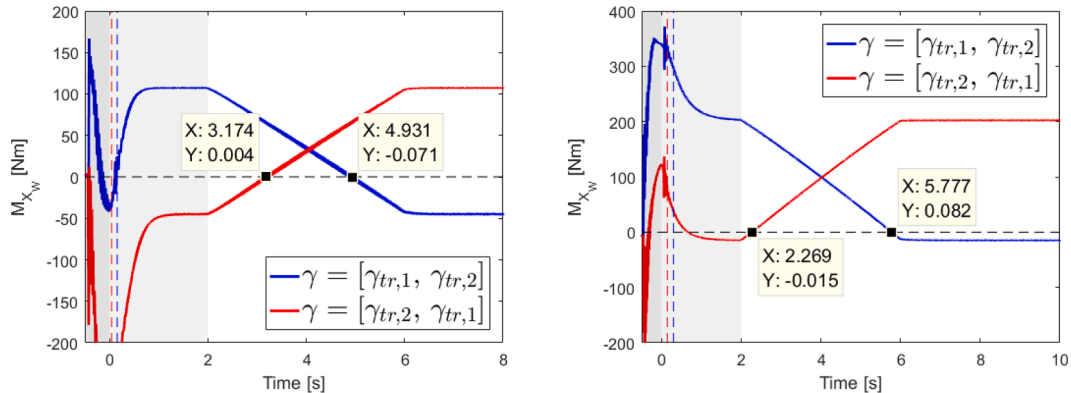 200
150
100
50
0
-50
-100
-150
-200
M_{X_w} [Nm]
X: 3.174
Y: 0.004
X: 4.931
Y: -0.071
γ = [γ_{tr,1}, γ_{tr,2}]
γ = [γ_{tr,2}, γ_{tr,1}]
0 2 4 6 8
Time [s]
400
300
200
100
0
-100
-200
-300
-400
M_{X_w} [Nm]
γ = [γ_{tr,1}, γ_{tr,2}]
γ = [γ_{tr,2}, γ_{tr,1}]
X: 5.777
Y: 0.082
X: 2.269
Y: -0.015
0 2 4 6 8 10
Time [s]